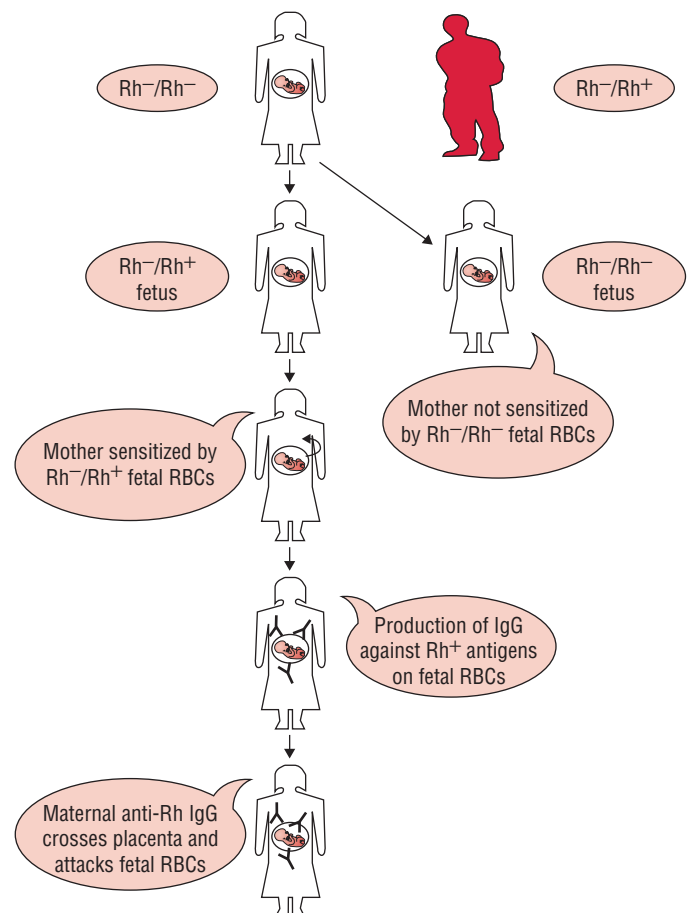 Rh–/Rh–
Rh–/Rh+
Rh–/Rh+
fetus
Rh–/Rh–
fetus
Mother not sensitized
by Rh–/Rh– fetal RBCs
Mother sensitized by
Rh–/Rh+ fetal RBCs
Production of IgG
against Rh+ antigens
on fetal RBCs
Maternal anti-Rh IgG
crosses placenta and
attacks fetal RBCs